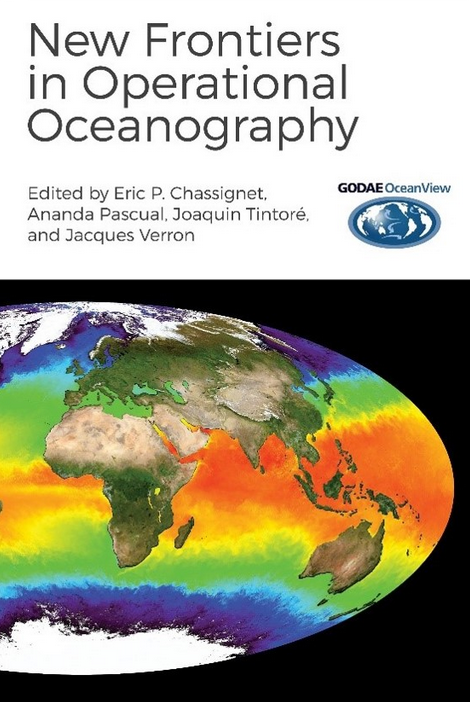 New Frontiers
in Operational
Oceanography
Edited by Eric P. Chassignet,
Ananda Pascual, Joaquin Tintoré,
and Jacques Verron
GODAE OceanView